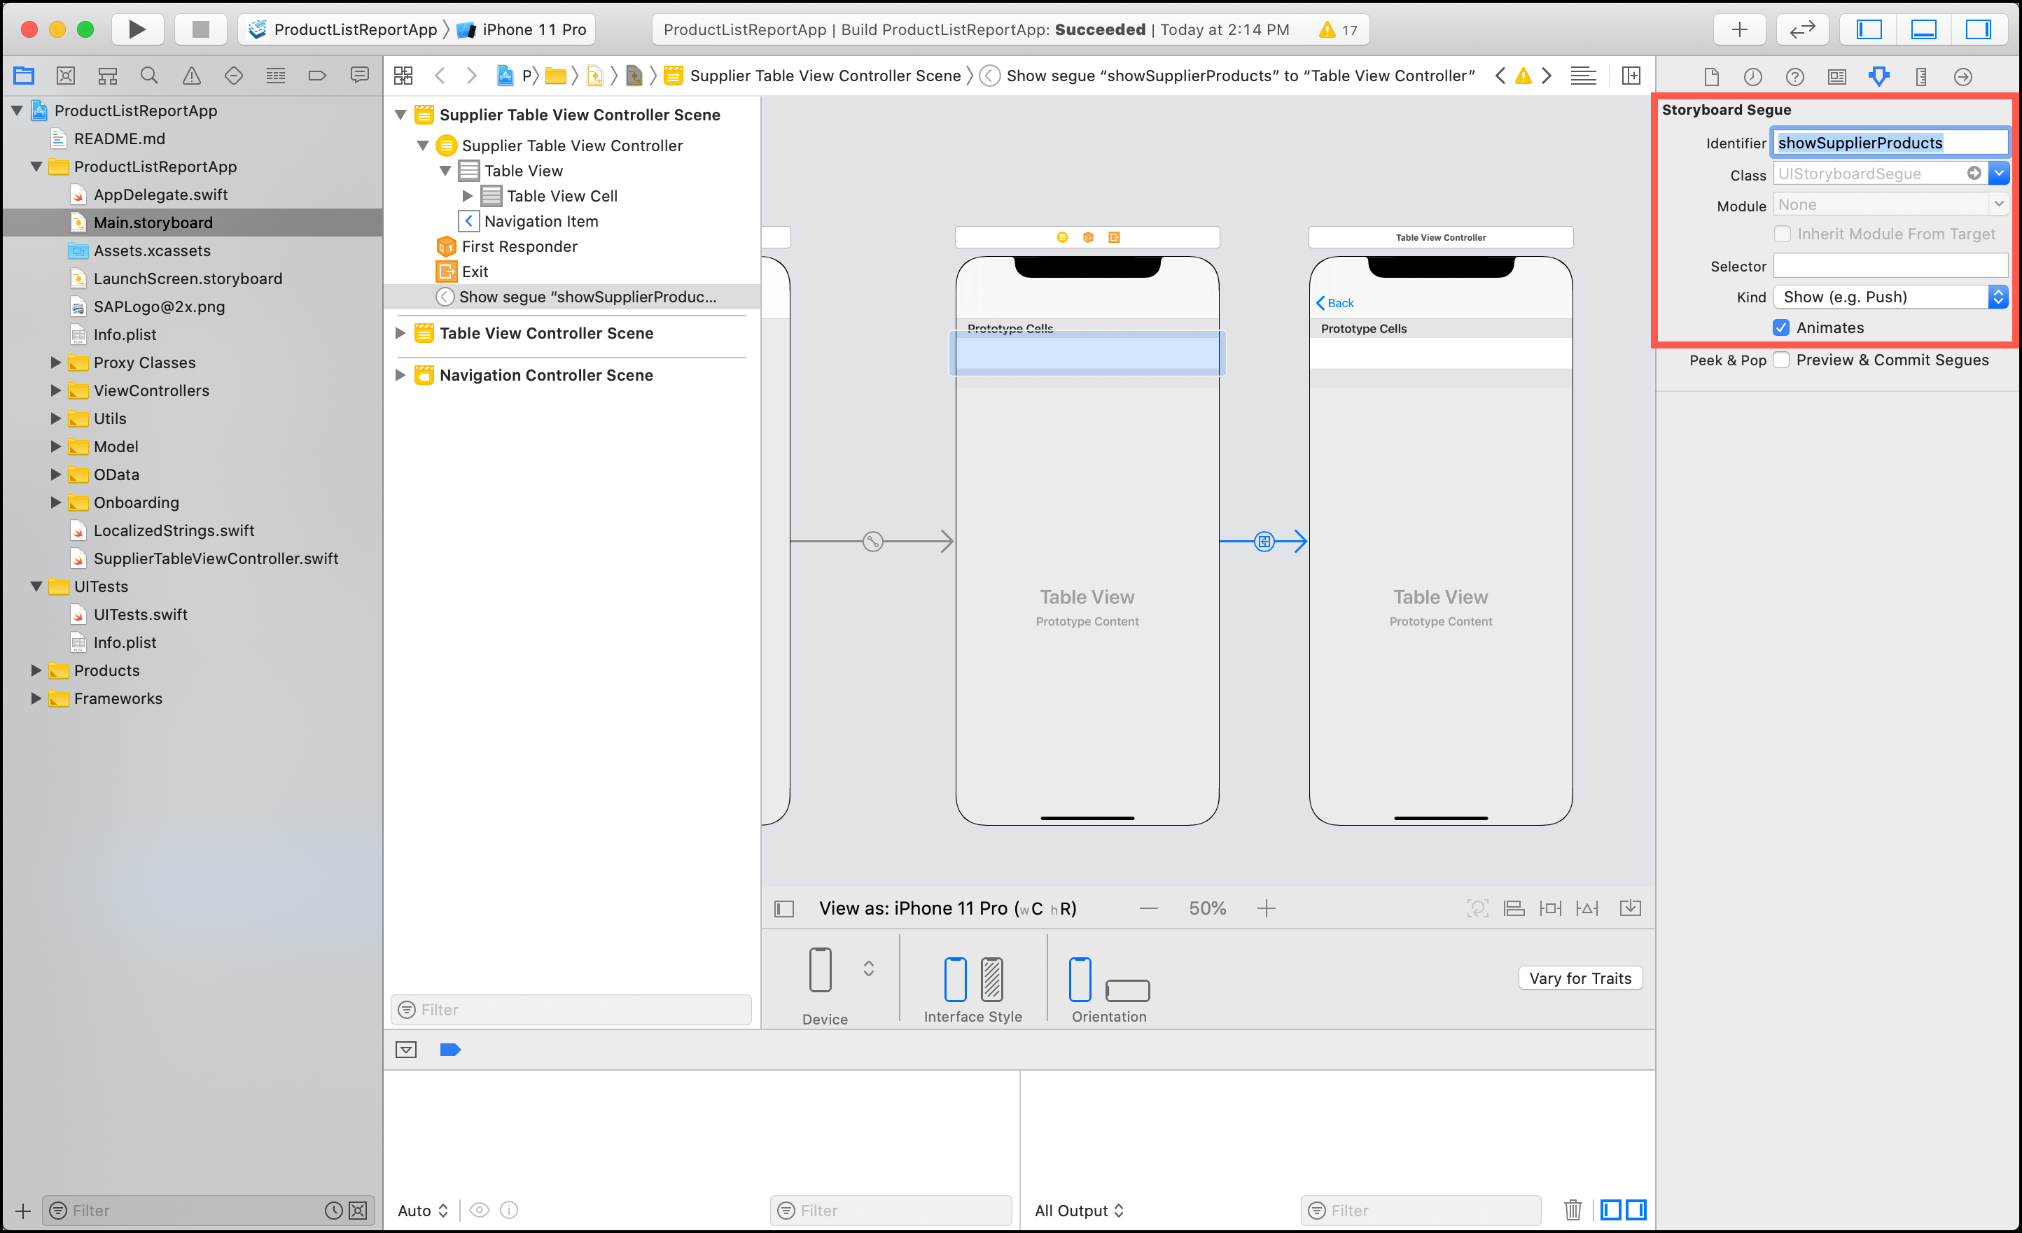 ProductListReportApp
iPhone 11 Pro
ProductListReportApp | Build ProductListReportApp: Succeeded | Today at 2:14 PM
17
P
Supplier Table View Controller Scene
Show segue “showSupplierProducts” to “Table View Controller”
ProductListReportApp
README.md
ProductListReportApp
AppDelegate.swift
Main.storyboard
Assets.xcassets
LaunchScreen.storyboard
SAPLogo@2x.png
Info.plist
Proxy Classes
ViewControllers
Utils
Model
OData
Onboarding
LocalizedStrings.swift
SupplierTableViewController.swift
UITests
UITests.swift
Info.plist
Products
Frameworks
Filter
Supplier Table View Controller Scene
Supplier Table View Controller
Table View
Table View Cell
Navigation Item
First Responder
Exit
Show segue “showSupplierProduc...
Table View Controller Scene
Navigation Controller Scene
Filter
Prototype Cells
Table View
Prototype Content
Table View Controller
Back
Prototype Cells
Table View
Prototype Content
View as: iPhone 11 Pro (wC hR)
50%
Device
Interface Style
Orientation
Vary for Traits
Auto
Filter
All Output
Filter
Storyboard Segue
Identifier showSupplierProducts
Class UIStoryboardSegue
Module None
Inherit Module From Target
Selector
Kind Show (e.g. Push)
Animates
Peek & Pop Preview & Commit Segues